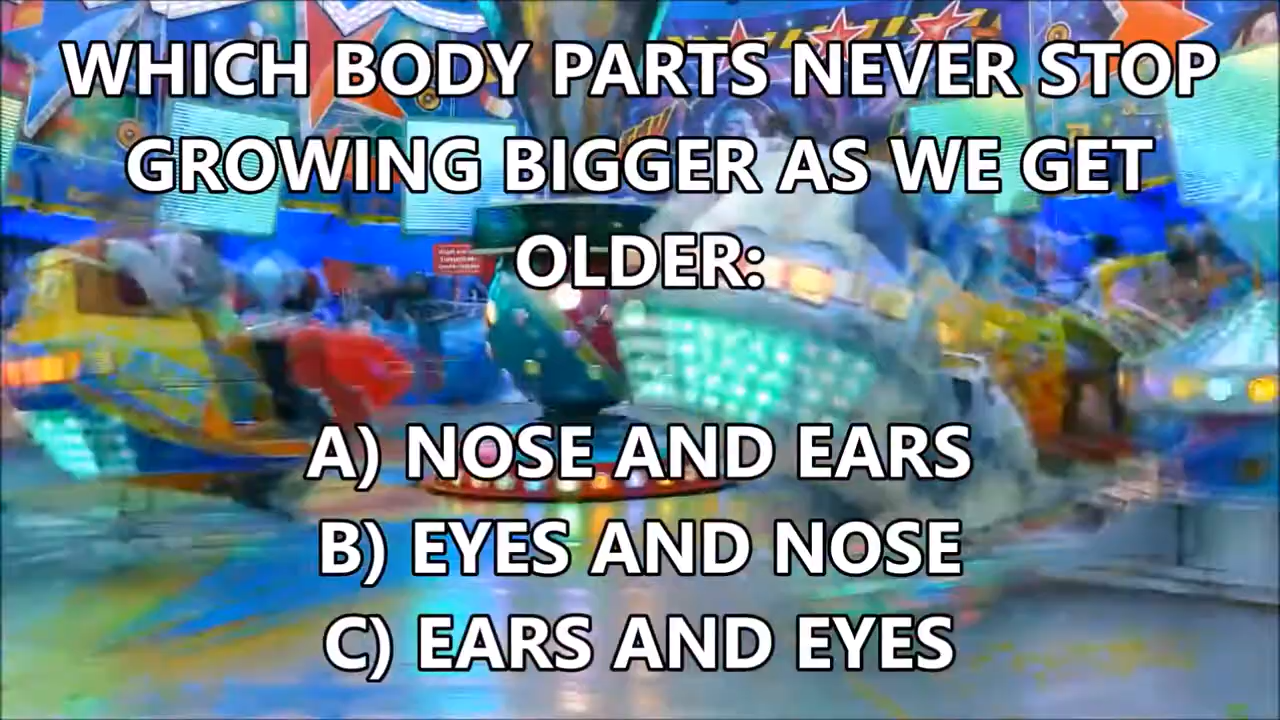 WHICH BODY PARTS NEVER STOP
GROWING BIGGER AS WE GET
OLDER:
A) NOSE AND EARS
B) EYES AND NOSE
C) EARS AND EYES